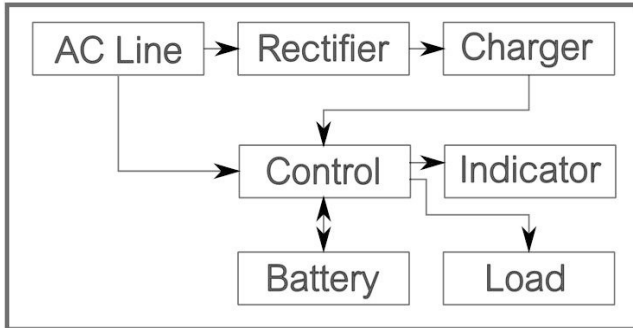 AC Line
Rectifier
Charger
Control
Indicator
Battery
Load